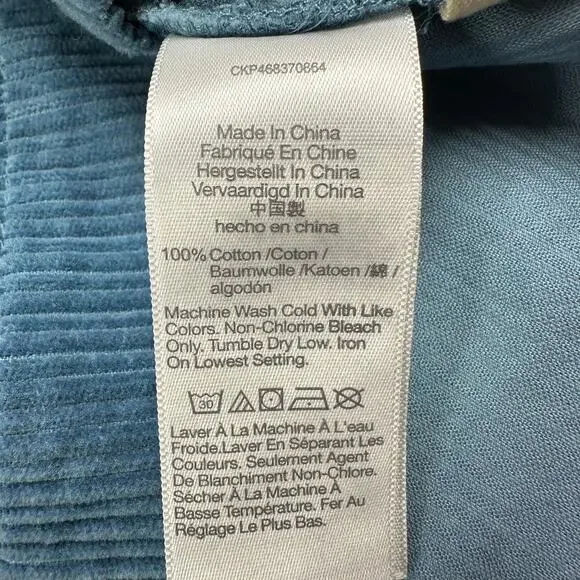 CKP468370864
Made In China
Fabriqué En Chine
Hergestellt In China
Vervaardigd In China
中国製
hecho en china
100% Cotton /Coton /
Baumwolle /Katoen /綿 /
algodón
Machine Wash Cold With Like
Colors. Non-Chlorine Bleach
Only. Tumble Dry Low. Iron
On Lowest Setting.
30
Laver À La Machine À L'eau
Froide.Laver En Séparant Les
Couleurs. Seulement Agent
De Blanchiment Non-Chlore.
Sécher À La Machine À
Basse Température. Fer Au
Réglage Le Plus Bas.